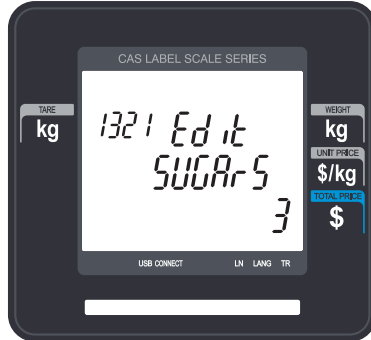 CAS LABEL SCALE SERIES
TARE
kg
WEIGHT
kg
UNIT PRICE
$/kg
TOTAL PRICE
$
1321 Edit
SUGArS
3
USB CONNECT LN LANG TR